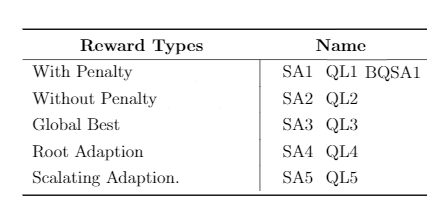 Reward Types Name
With Penalty SA1 QL1 BQSA1
Without Penalty SA2 QL2
Global Best SA3 QL3
Root Adaption SA4 QL4
Scalating Adaption. SA5 QL5